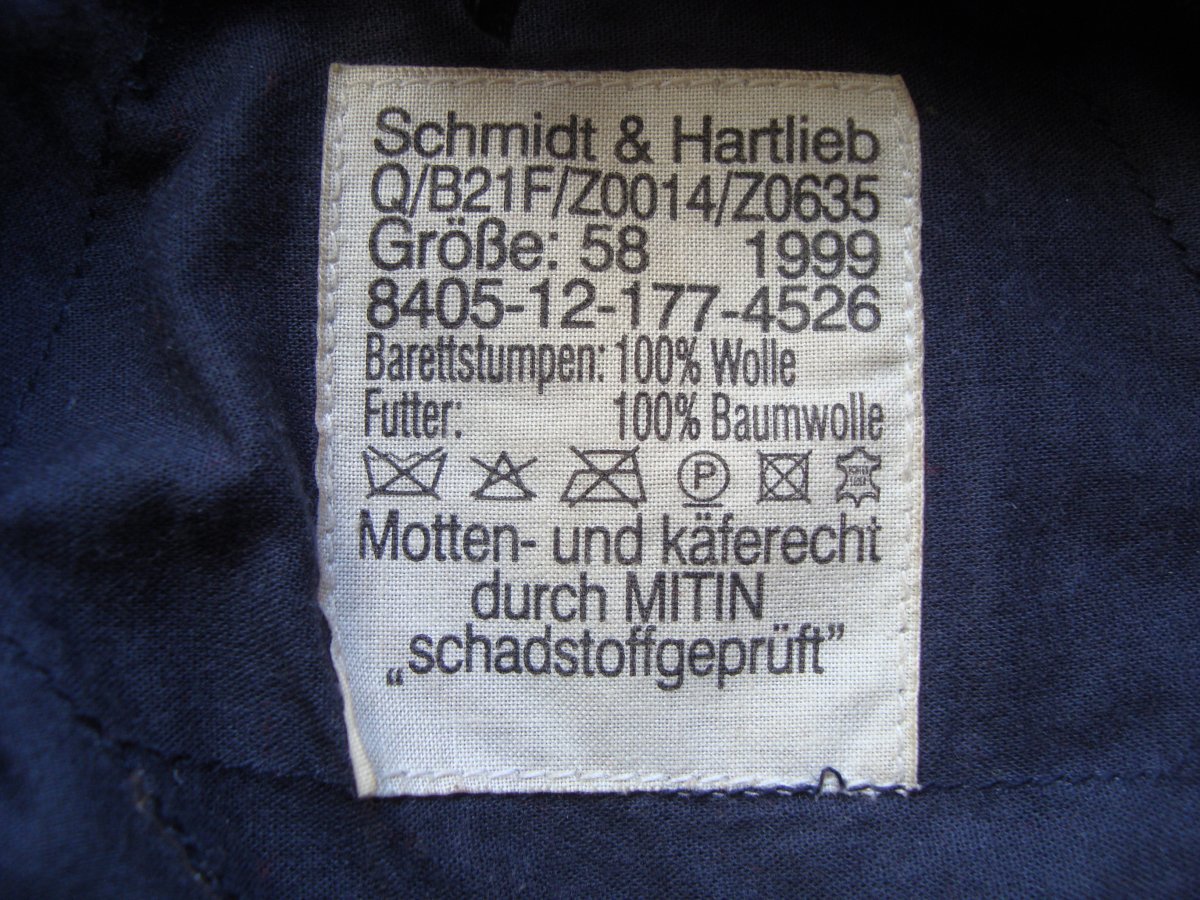 Schmidt & Hartlieb
Q/B21F/Z0014/Z0635
Größe: 58 1999
8405-12-177-4526
Barettstumpen: 100% Wolle
Futter: 100% Baumwolle
P
Motten- und käferecht
durch MITIN
„schadstoffgeprüft”